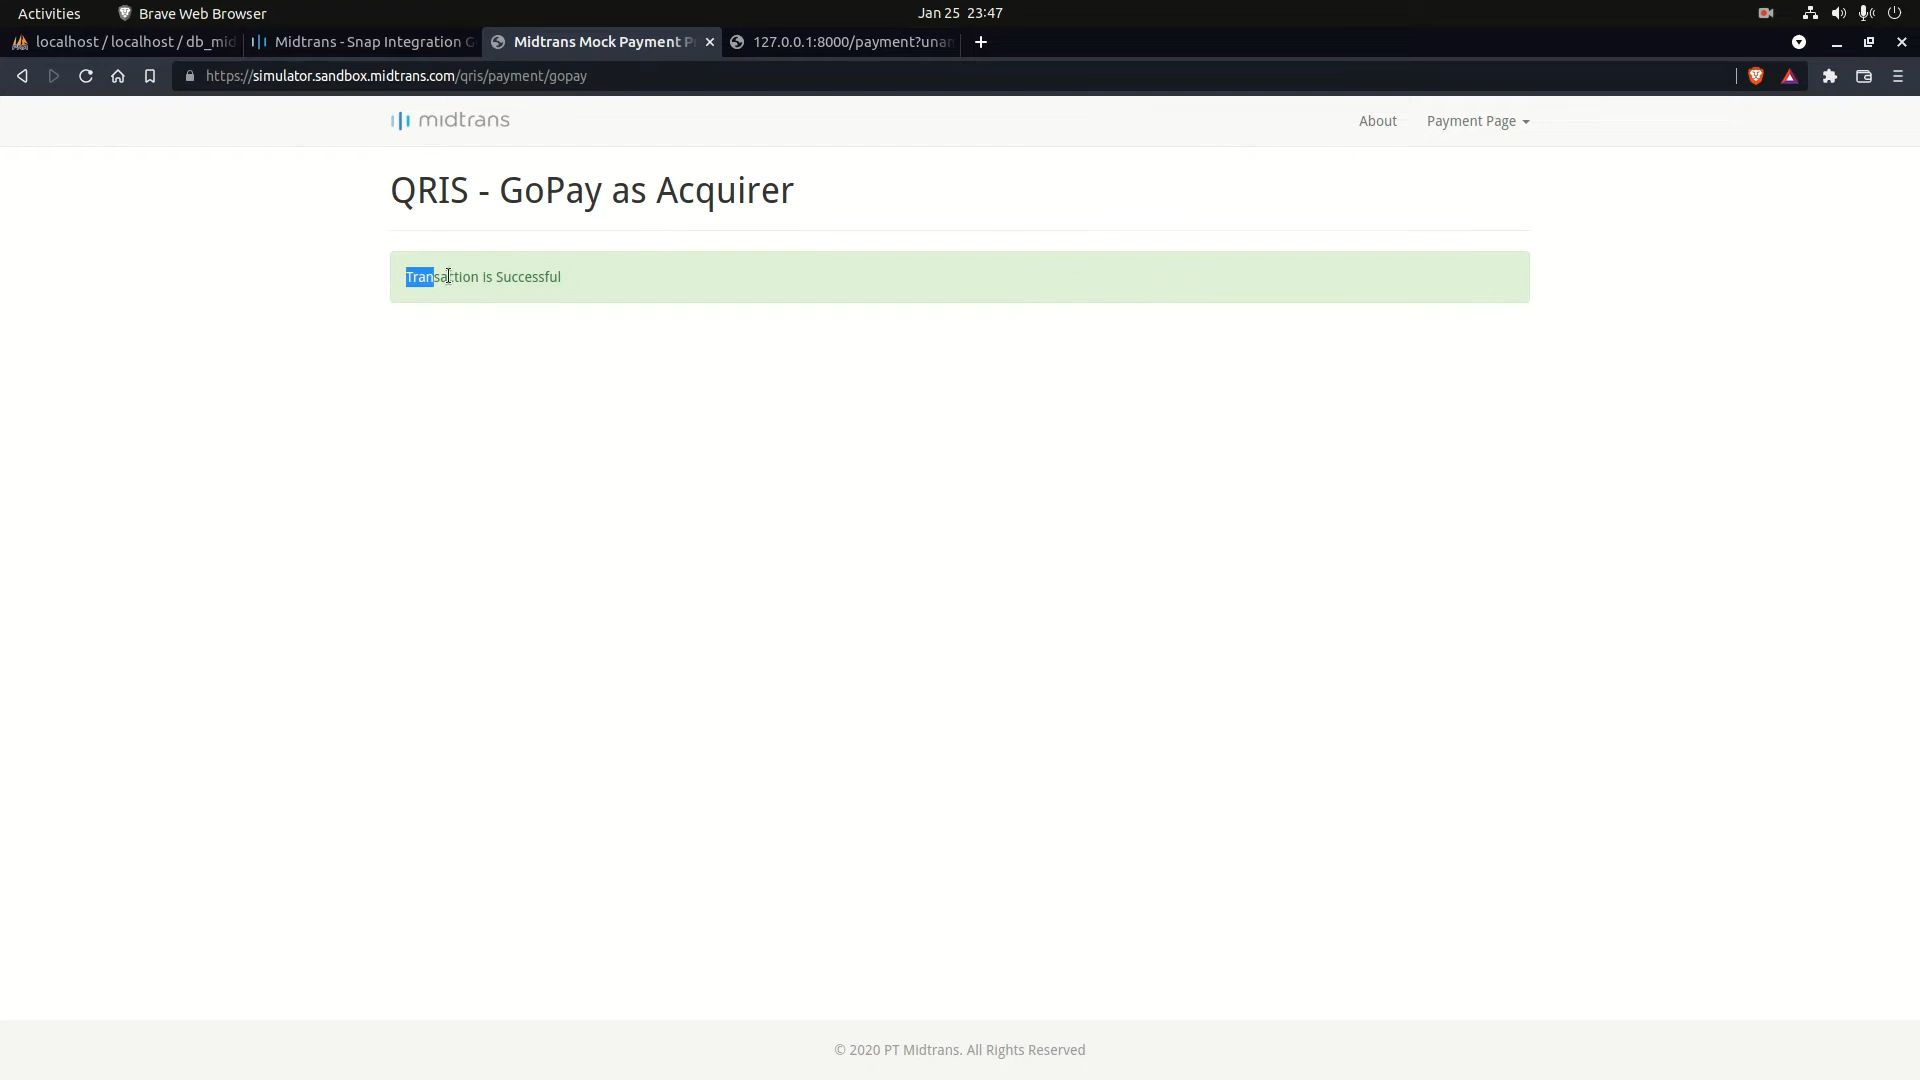 Activities
Brave Web Browser
Jan 25 23:47
localhost / localhost / db_mid
Midtrans - Snap Integration G
Midtrans Mock Payment P
127.0.0.1:8000/payment?unam
https://simulator.sandbox.midtrans.com/qris/payment/gopay
midtrans
About
Payment Page
QRIS - GoPay as Acquirer
Transaction is Successful
© 2020 PT Midtrans. All Rights Reserved